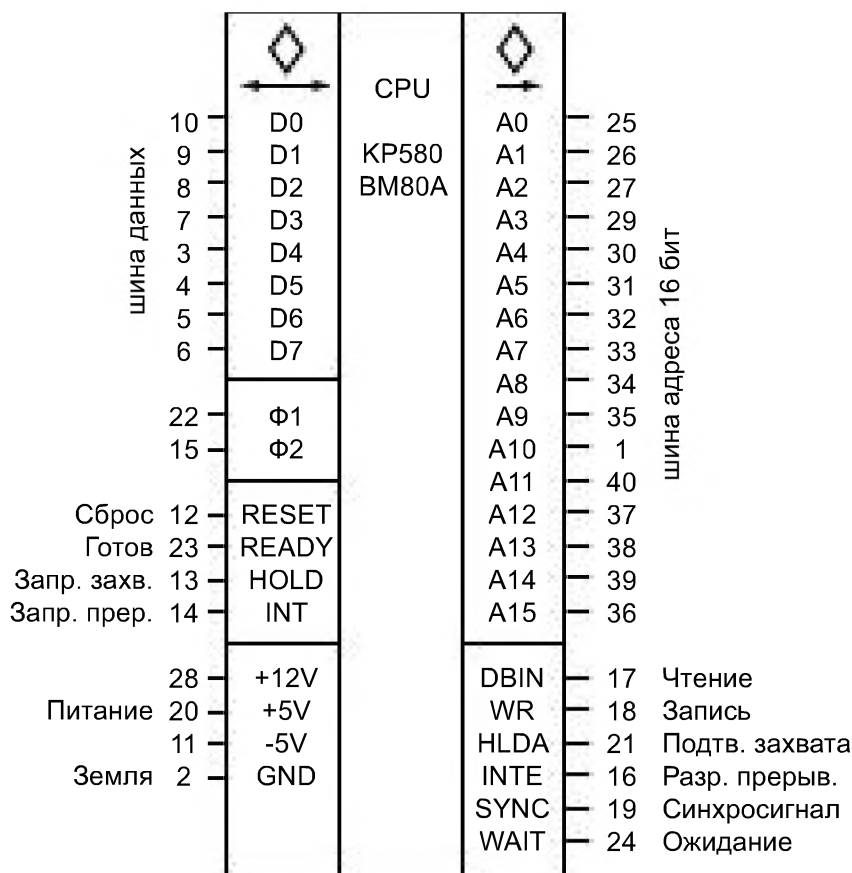 CPU
КР580
ВМ80А
шина данных
10 D0
9 D1
8 D2
7 D3
3 D4
4 D5
5 D6
6 D7
22 Ф1
15 Ф2
Сброс 12 RESET
Готов 23 READY
Запр. захв. 13 HOLD
Запр. прер. 14 INT
28 +12V
Питание 20 +5V
11 -5V
Земля 2 GND
A0 25
A1 26
A2 27
A3 29
A4 30
A5 31
A6 32
A7 33
A8 34
A9 35
A10 1
A11 40
A12 37
A13 38
A14 39
A15 36
шина адреса 16 бит
DBIN 17 Чтение
WR 18 Запись
HLDA 21 Подтв. захвата
INTE 16 Разр. прерыв.
SYNC 19 Синхросигнал
WAIT 24 Ожидание